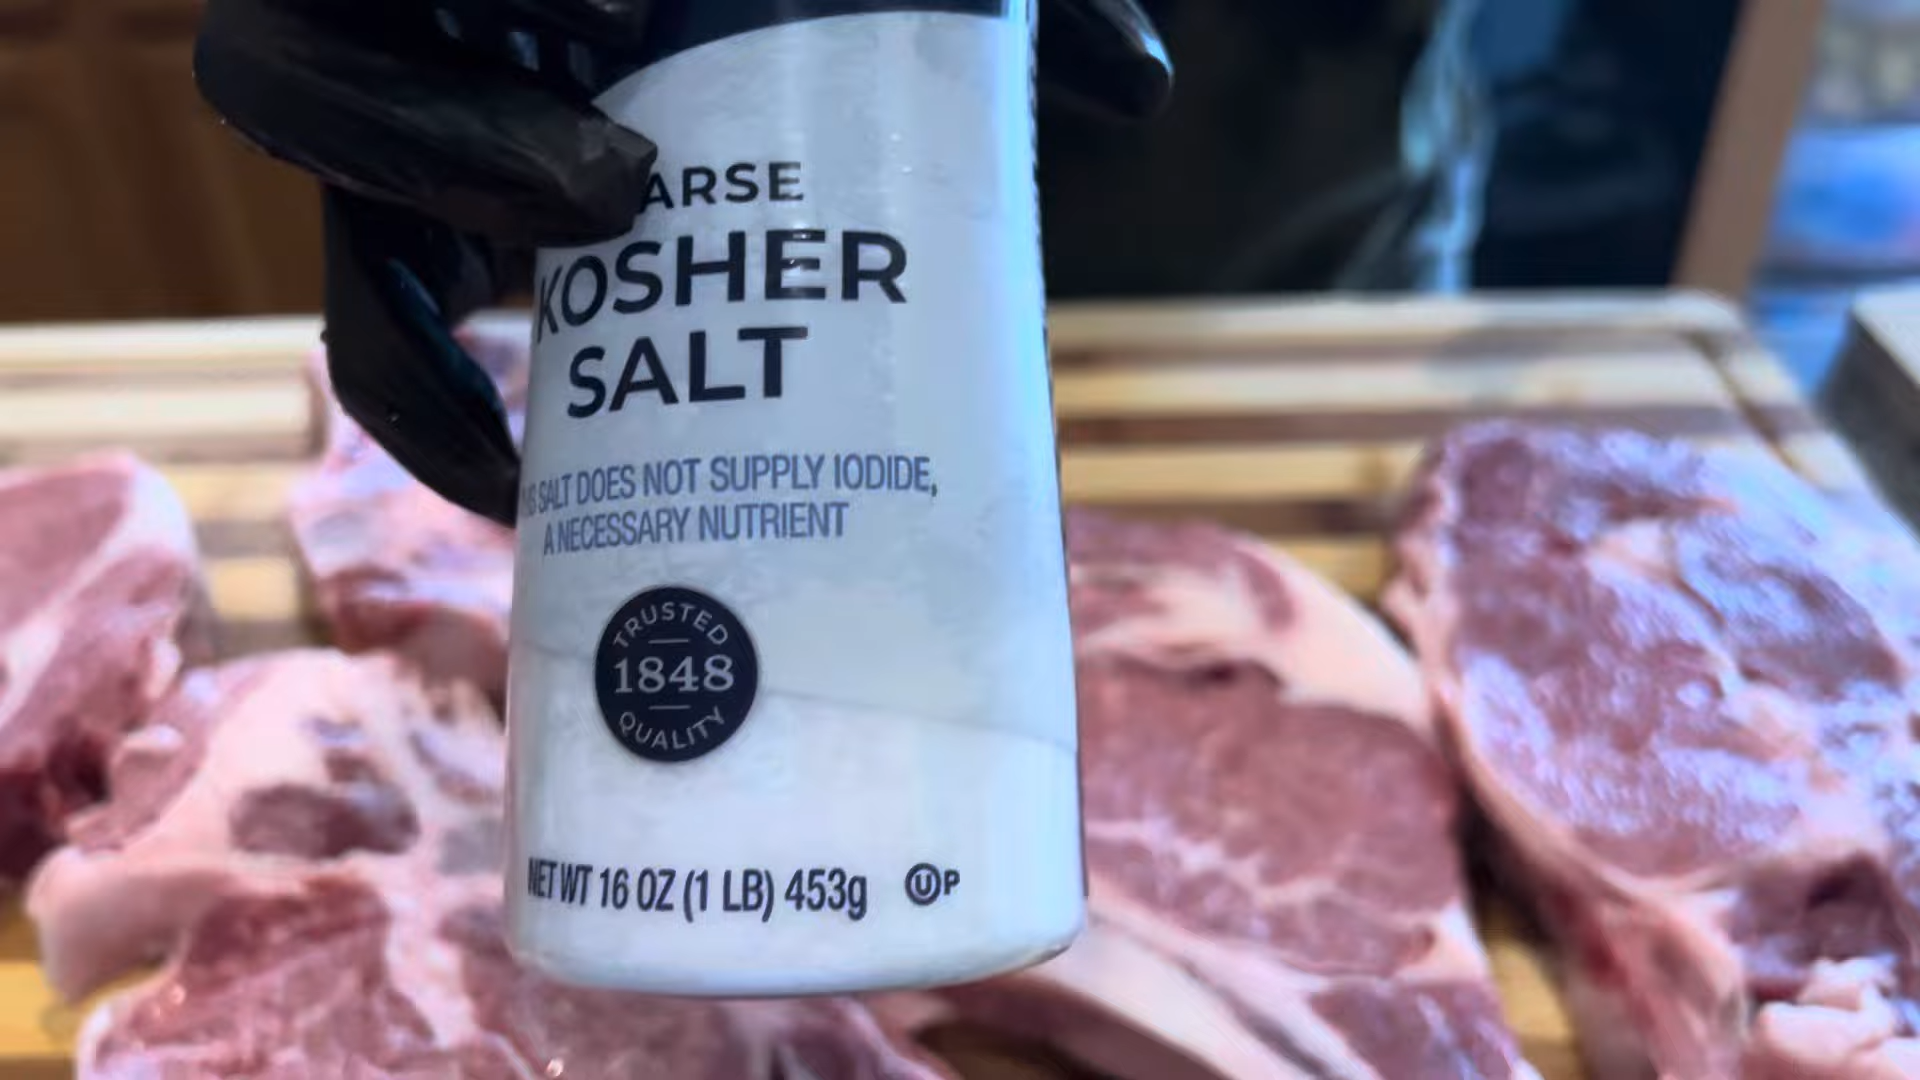 ARSE
KOSHER
SALT
SALT DOES NOT SUPPLY IODIDE,
A NECESSARY NUTRIENT
TRUSTED
1848
QUALITY
NET WT 16 OZ (1 LB) 453g ⓊP